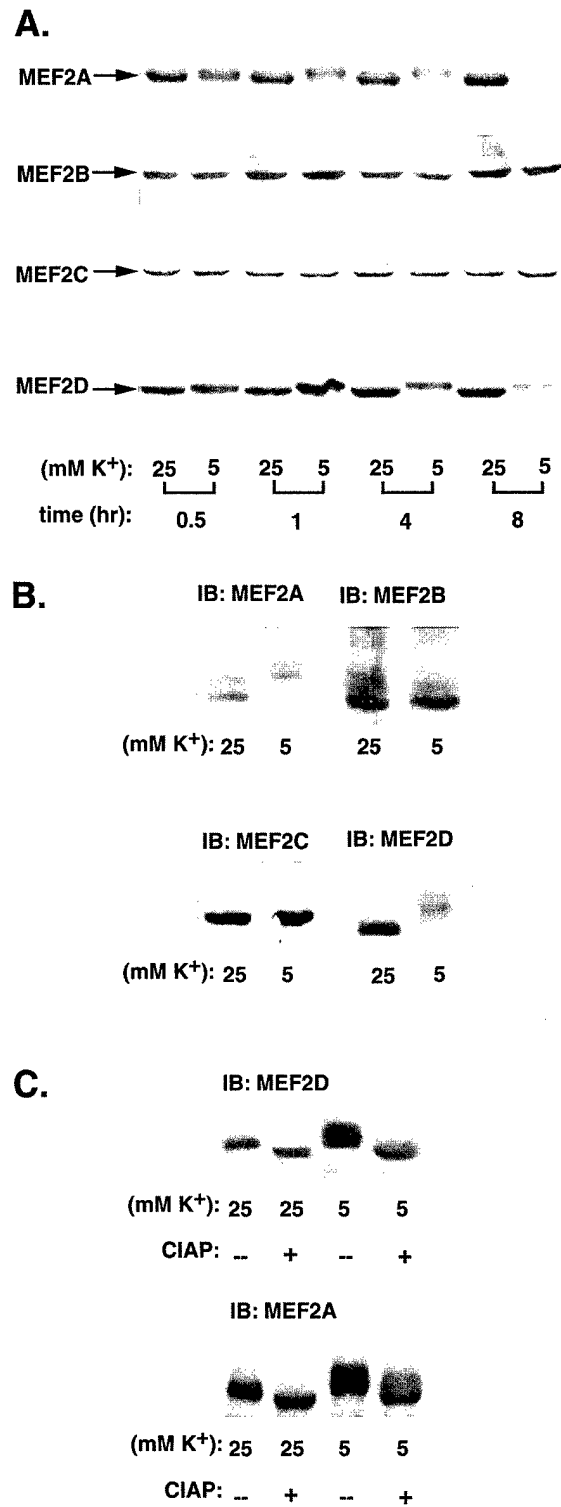 A.
MEF2A
MEF2B
MEF2C
MEF2D
(mM K⁺): 25 5 25 5 25 5 25 5
time (hr): 0.5 1 4 8
B.
IB: MEF2A IB: MEF2B
(mM K⁺): 25 5 25 5
IB: MEF2C IB: MEF2D
(mM K⁺): 25 5 25 5
C.
IB: MEF2D
(mM K⁺): 25 25 5 5
CIAP: -- + -- +
IB: MEF2A
(mM K⁺): 25 25 5 5
CIAP: -- + -- +